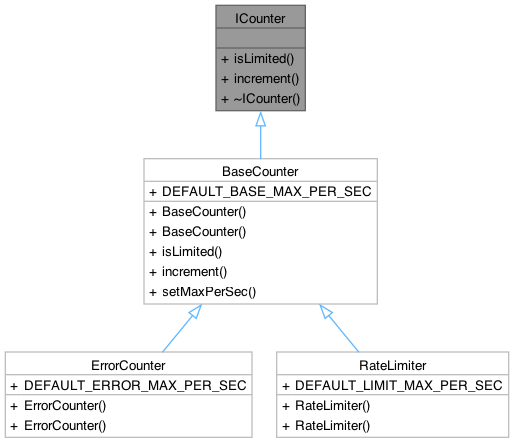 ICounter
+ isLimited()
+ increment()
+ ~ICounter()
BaseCounter
+ DEFAULT_BASE_MAX_PER_SEC
+ BaseCounter()
+ BaseCounter()
+ isLimited()
+ increment()
+ setMaxPerSec()
ErrorCounter
+ DEFAULT_ERROR_MAX_PER_SEC
+ ErrorCounter()
+ ErrorCounter()
RateLimiter
+ DEFAULT_LIMIT_MAX_PER_SEC
+ RateLimiter()
+ RateLimiter()